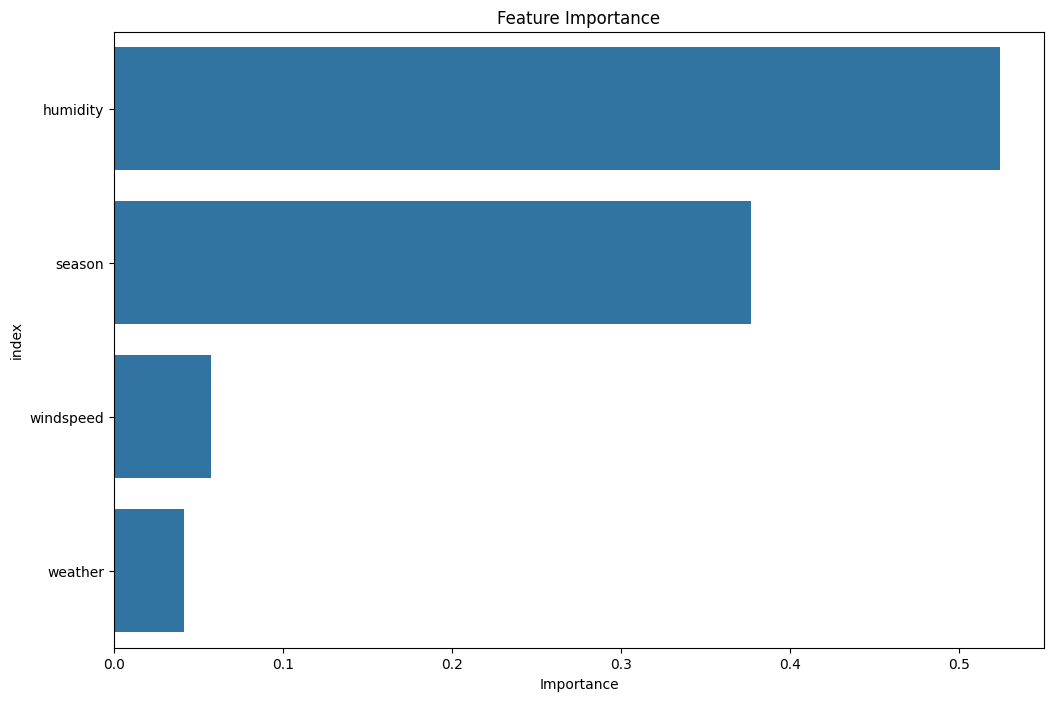 Feature Importance
humidity
season
windspeed
weather
index
0.0 0.1 0.2 0.3 0.4 0.5
Importance